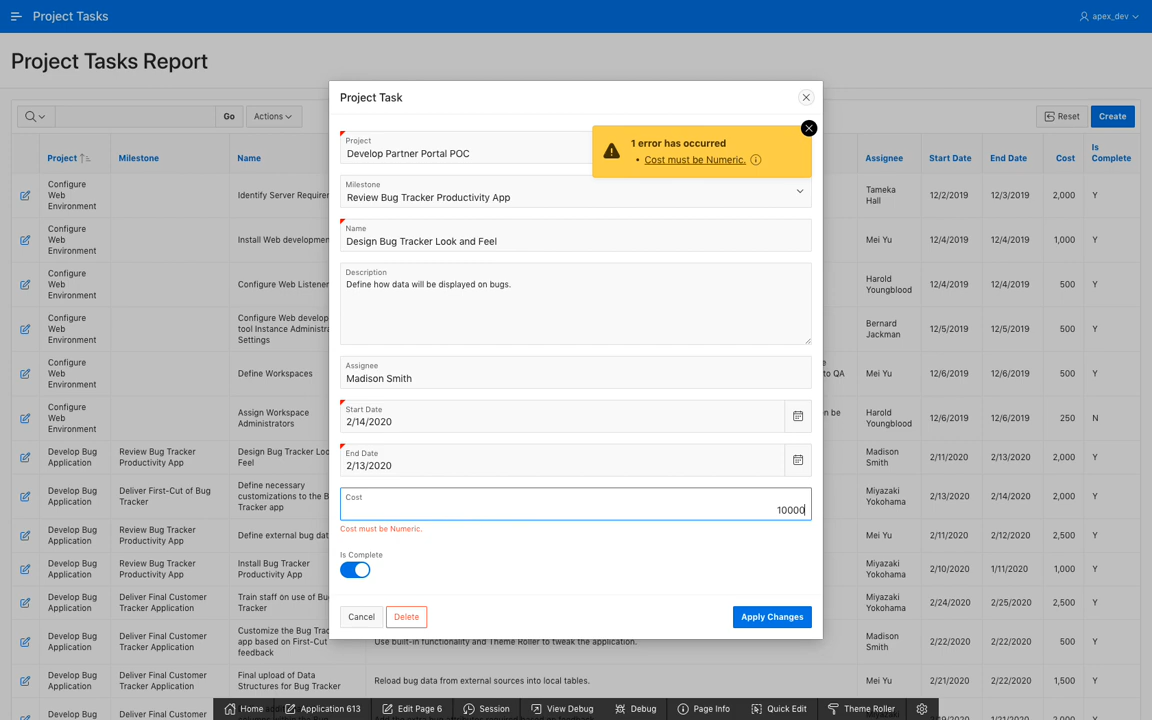 Project Tasks
apex_dev
Project Tasks Report
Go
Actions
Reset
Create
Project
Milestone
Name
Assignee
Start Date
End Date
Cost
Is
Complete
Configure
Web
Environment
Identify Server Requirer
Tameka
Hall
12/2/2019
12/3/2019
2,000
Y
Configure
Web
Environment
Install Web developmen
Mei Yu
12/4/2019
12/4/2019
1,000
Y
Configure
Web
Environment
Configure Web Listener
Harold
Youngblood
12/4/2019
12/4/2019
500
Y
Configure
Web
Environment
Configure Web develop
tool Instance Administra
Settings
Bernard
Jackman
12/5/2019
12/5/2019
500
Y
Configure
Web
Environment
Define Workspaces
e
to QA
Mei Yu
12/6/2019
12/6/2019
500
Y
Configure
Web
Environment
Assign Workspace
Administrators
n be
Harold
Youngblood
12/6/2019
12/6/2019
250
N
Develop Bug
Application
Review Bug Tracker
Productivity App
Design Bug Tracker Loo
Feel
Madison
Smith
2/11/2020
2/13/2020
2,000
Y
Develop Bug
Application
Deliver First-Cut of Bug
Tracker
Define necessary
customizations to the B
Tracker app
Miyazaki
Yokohama
2/13/2020
2/14/2020
2,000
Y
Develop Bug
Application
Review Bug Tracker
Productivity App
Define external bug dat
Mei Yu
2/11/2020
2/12/2020
2,500
Y
Develop Bug
Application
Review Bug Tracker
Productivity App
Install Bug Tracker
Productivity App
Miyazaki
Yokohama
2/10/2020
1/11/2020
1,000
Y
Develop Bug
Application
Deliver Final Customer
Tracker Application
Train staff on use of Bu
Tracker
Miyazaki
Yokohama
2/24/2020
2/25/2020
2,500
Y
Develop Bug
Application
Deliver Final Customer
Tracker Application
Customize the Bug Trac
app based on First-Cut
feedback
Use built-in functionality and Theme Roller to tweak the application.
Madison
Smith
2/22/2020
2/22/2020
500
Y
Develop Bug
Application
Deliver Final Customer
Tracker Application
Final upload of Data
Structures for Bug Tracker
Reload bug data from external sources into local tables.
Mei Yu
2/21/2020
2/22/2020
1,500
Y
Develop Bug
Deliver Final Customer
Miyazaki
Project Task
1 error has occurred
• Cost must be Numeric.
Project
Develop Partner Portal POC
Milestone
Review Bug Tracker Productivity App
Name
Design Bug Tracker Look and Feel
Description
Define how data will be displayed on bugs.
Assignee
Madison Smith
Start Date
2/14/2020
End Date
2/13/2020
Cost
10000
Cost must be Numeric.
Is Complete
Cancel
Delete
Apply Changes
Home
Application 613
Edit Page 6
Session
View Debug
Debug
Page Info
Quick Edit
Theme Roller